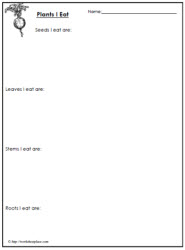 Plants I Eat
Name:
Seeds I eat are:
Leaves I eat are:
Stems I eat are:
Roots I eat are: